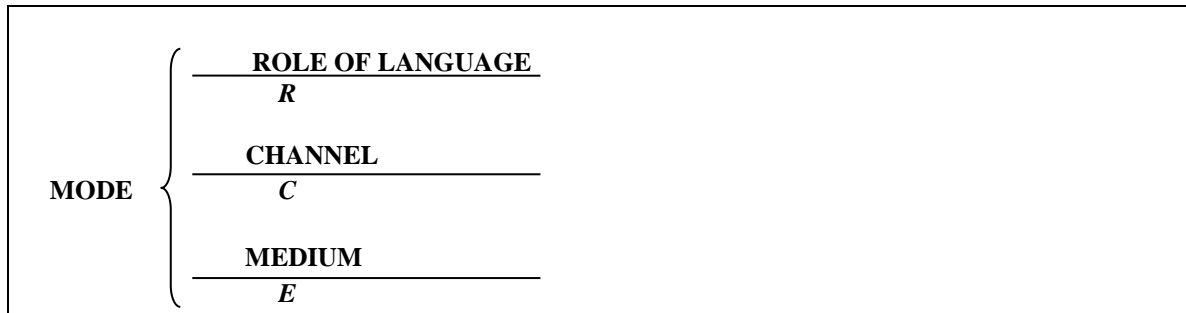 ROLE OF LANGUAGE
R
CHANNEL
MODE
C
MEDIUM
E